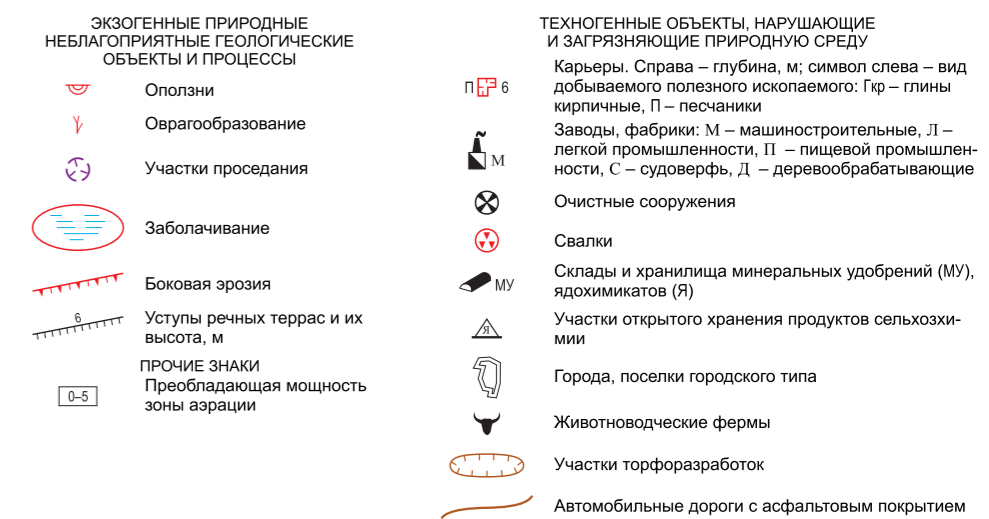 ЭКЗОГЕННЫЕ ПРИРОДНЫЕ
НЕБЛАГОПРИЯТНЫЕ ГЕОЛОГИЧЕСКИЕ
ОБЪЕКТЫ И ПРОЦЕССЫ
Оползни
Оврагообразование
Участки проседания
Заболачивание
Боковая эрозия
6
Уступы речных террас и их
высота, м
ПРОЧИЕ ЗНАКИ
0–5
Преобладающая мощность
зоны аэрации
ТЕХНОГЕННЫЕ ОБЪЕКТЫ, НАРУШАЮЩИЕ
И ЗАГРЯЗНЯЮЩИЕ ПРИРОДНУЮ СРЕДУ
П 6
Карьеры. Справа – глубина, м; символ слева – вид
добываемого полезного ископаемого: Гкр – глины
кирпичные, П – песчаники
М
Заводы, фабрики: М – машиностроительные, Л –
легкой промышленности, П – пищевой промышлен-
ности, С – судоверфь, Д – деревообрабатывающие
Очистные сооружения
Свалки
МУ
Склады и хранилища минеральных удобрений (МУ),
ядохимикатов (Я)
Я
Участки открытого хранения продуктов сельхозхи-
мии
Города, поселки городского типа
Животноводческие фермы
Участки торфоразработок
Автомобильные дороги с асфальтовым покрытием